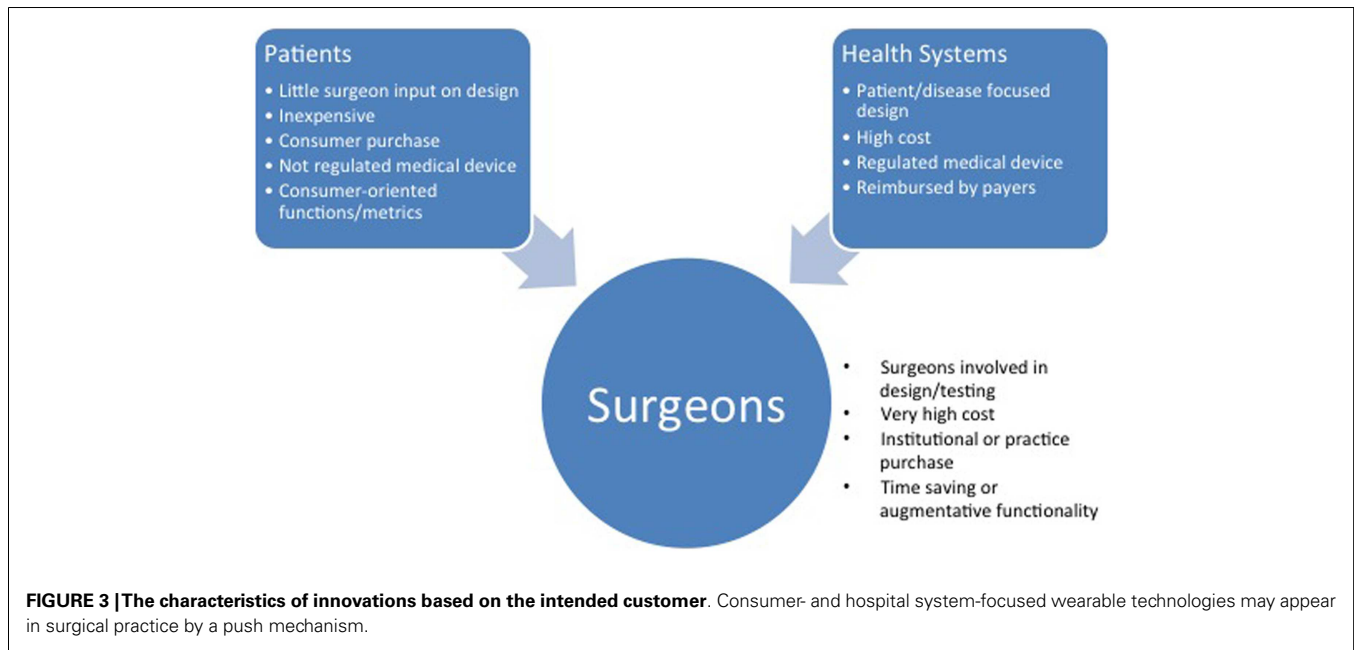 Patients
• Little surgeon input on design
• Inexpensive
• Consumer purchase
• Not regulated medical device
• Consumer-oriented
functions/metrics
Health Systems
• Patient/disease focused
design
• High cost
• Regulated medical device
• Reimbursed by payers
Surgeons
• Surgeons involved in
design/testing
• Very high cost
• Institutional or practice
purchase
• Time saving or
augmentative functionality
FIGURE 3 | The characteristics of innovations based on the intended customer. Consumer- and hospital system-focused wearable technologies may appear
in surgical practice by a push mechanism.